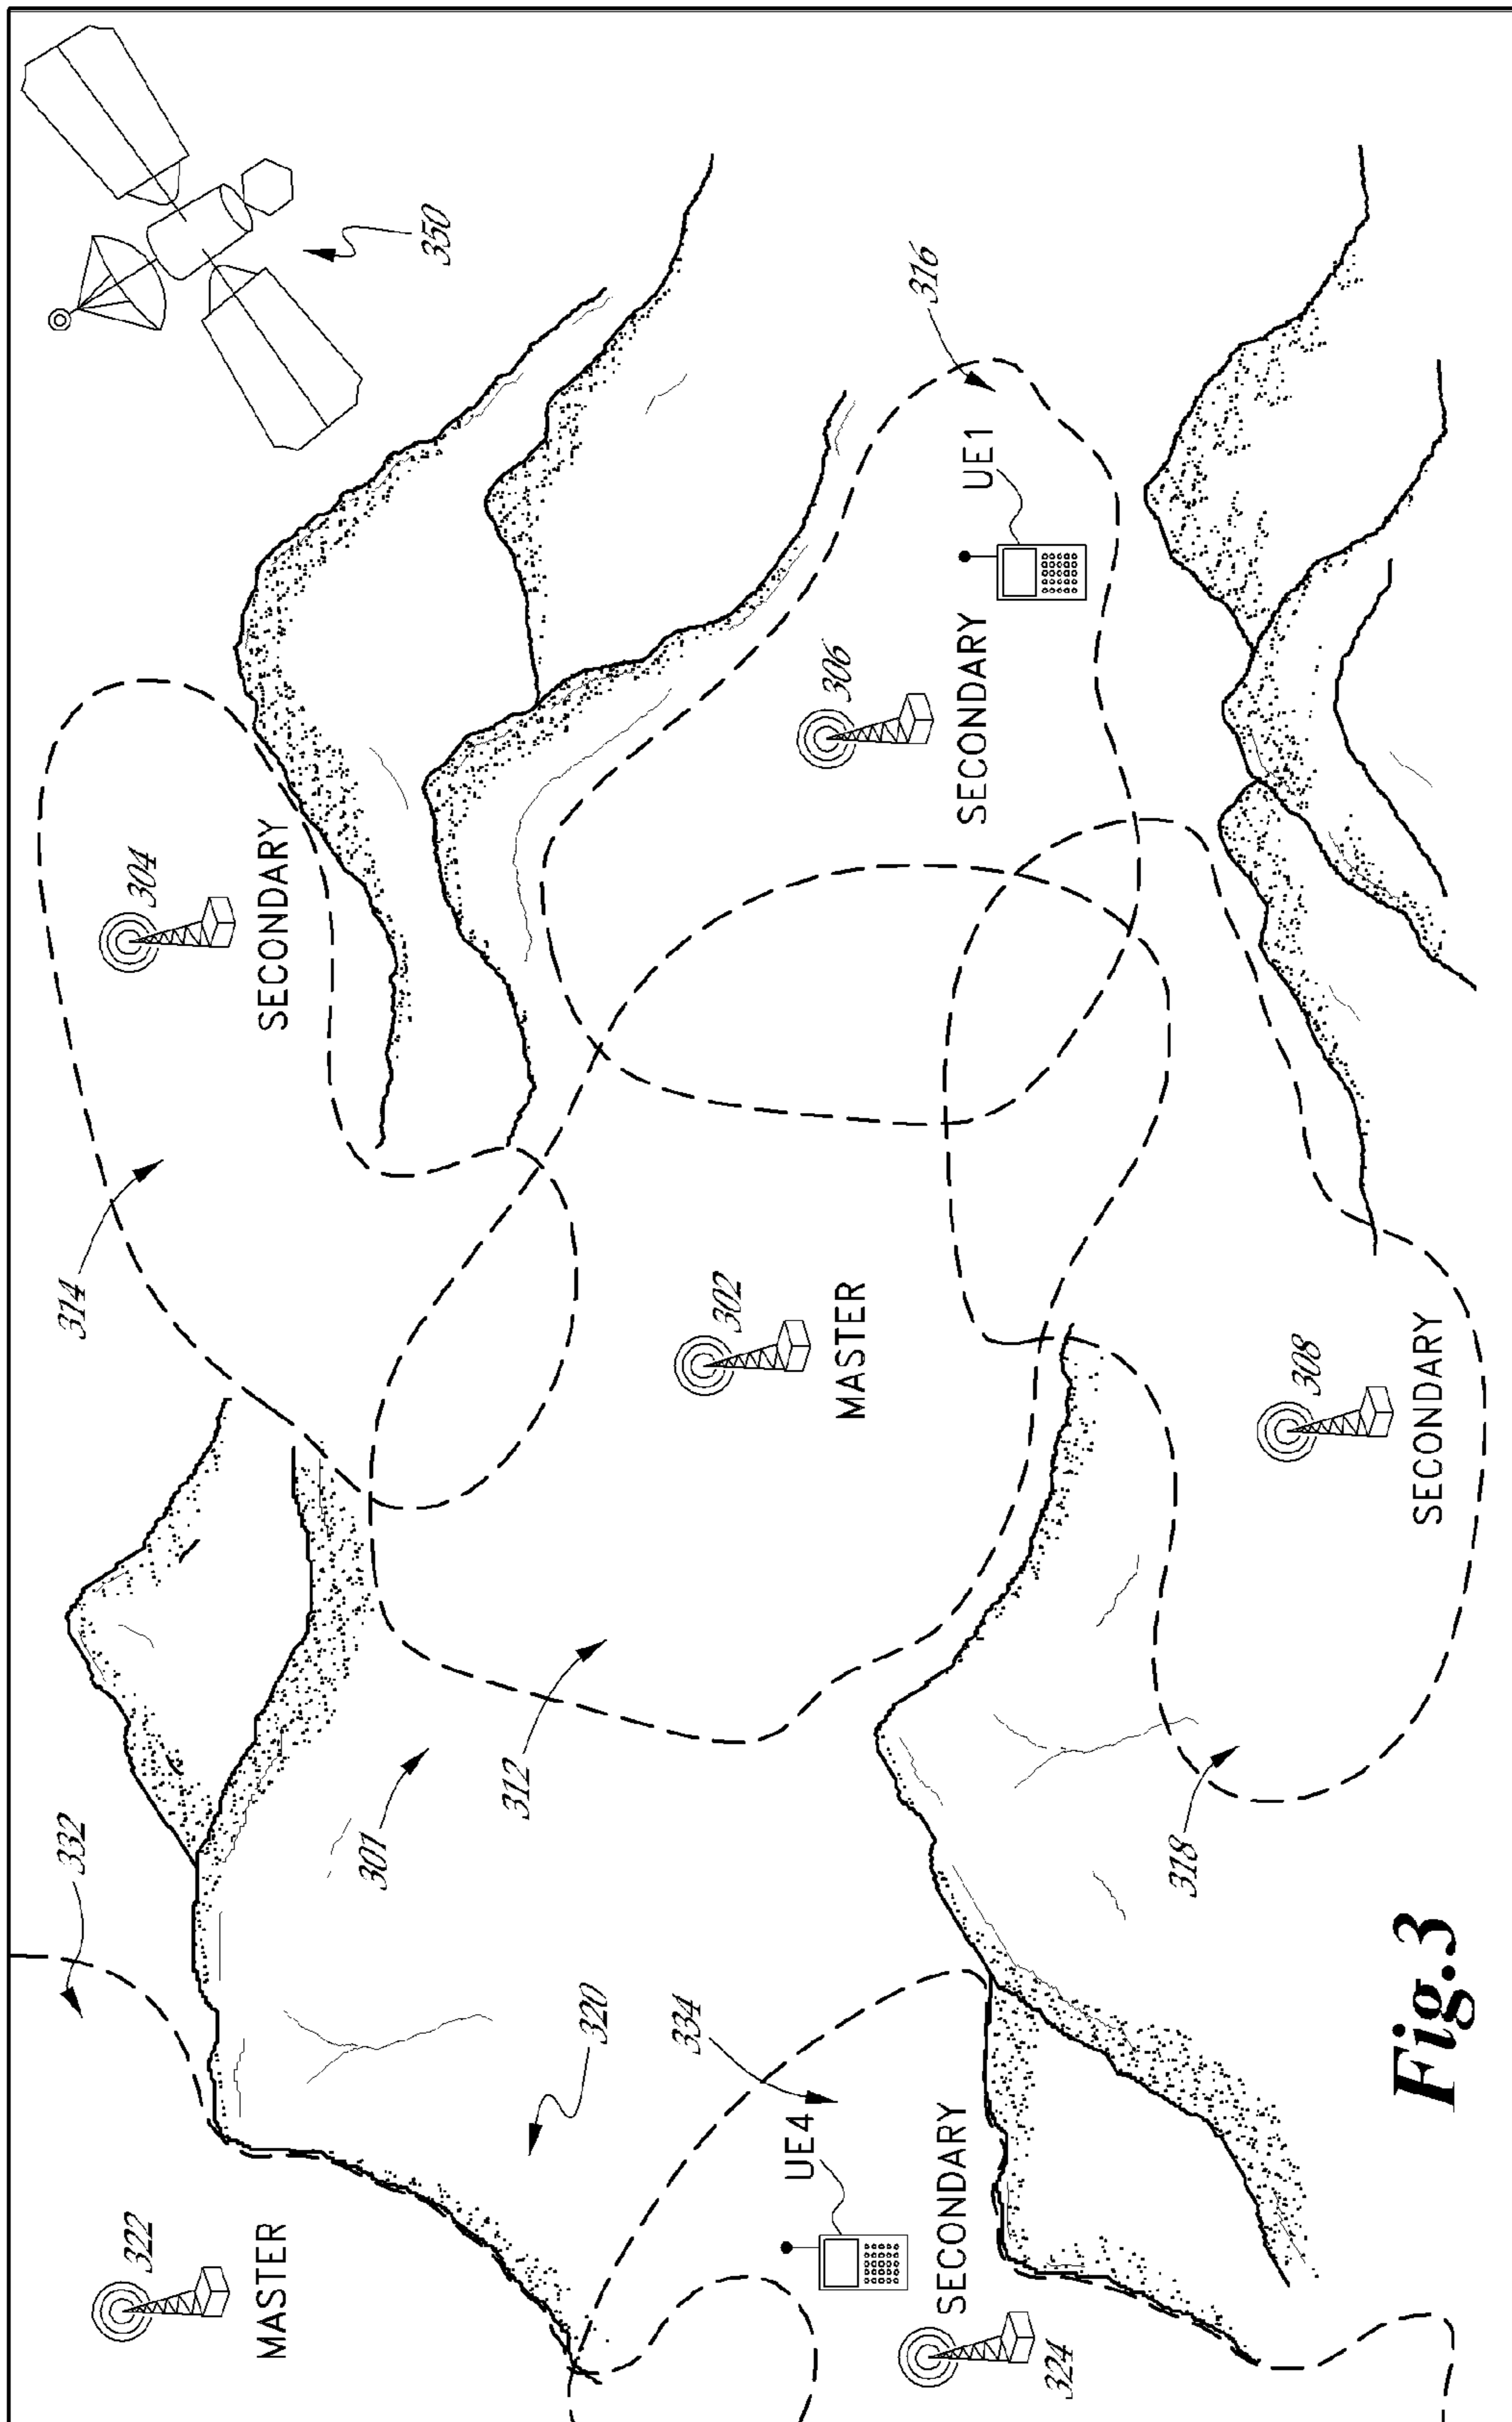 332
314
322
304
MASTER
SECONDARY
301
350
312
320
334
302
UE4
306
MASTER
316
SECONDARY
SECONDARY
UE1
324
318
308
Fig.3
SECONDARY